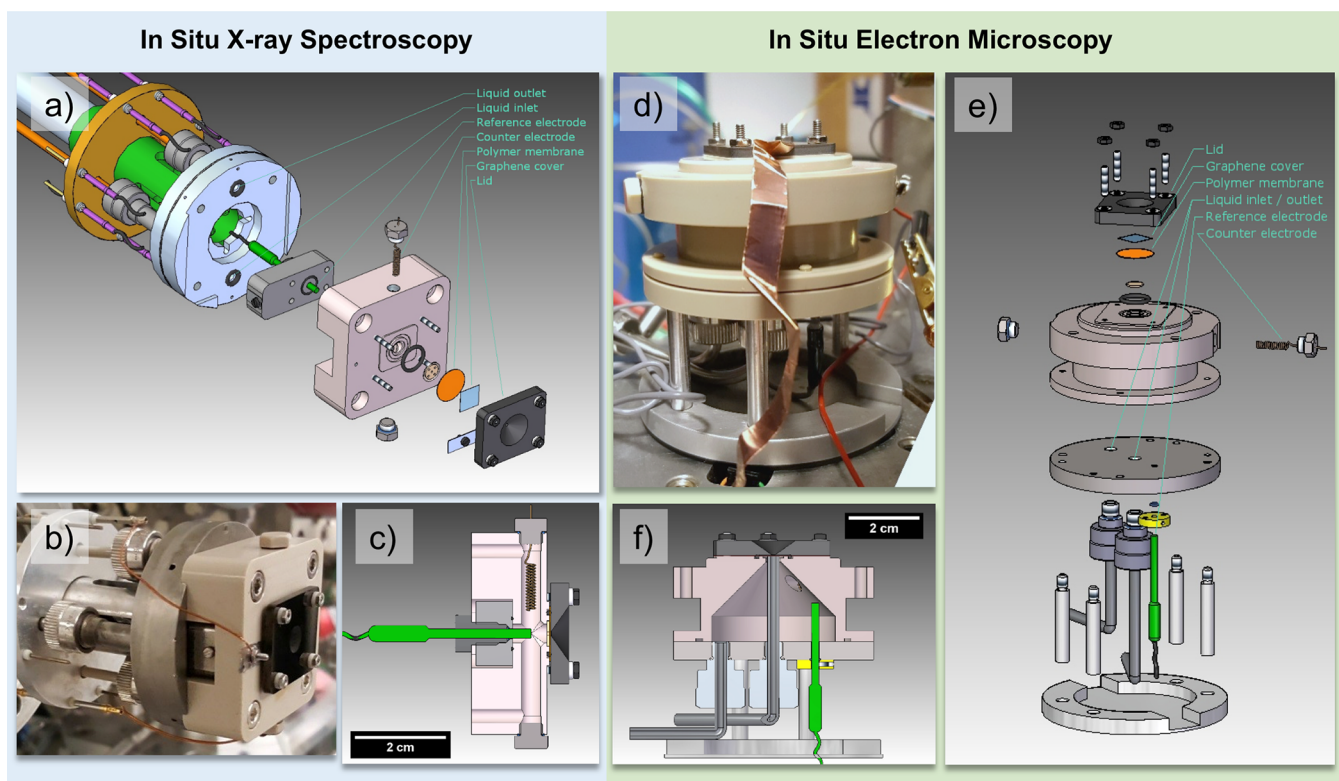 In Situ X-ray Spectroscopy
In Situ Electron Microscopy
a)
Liquid outlet
Liquid inlet
Reference electrode
Counter electrode
Polymer membrane
Graphene cover
Lid
d)
e)
Lid
Graphene cover
Polymer membrane
Liquid inlet / outlet
Reference electrode
Counter electrode
b)
c)
2 cm
f)
2 cm